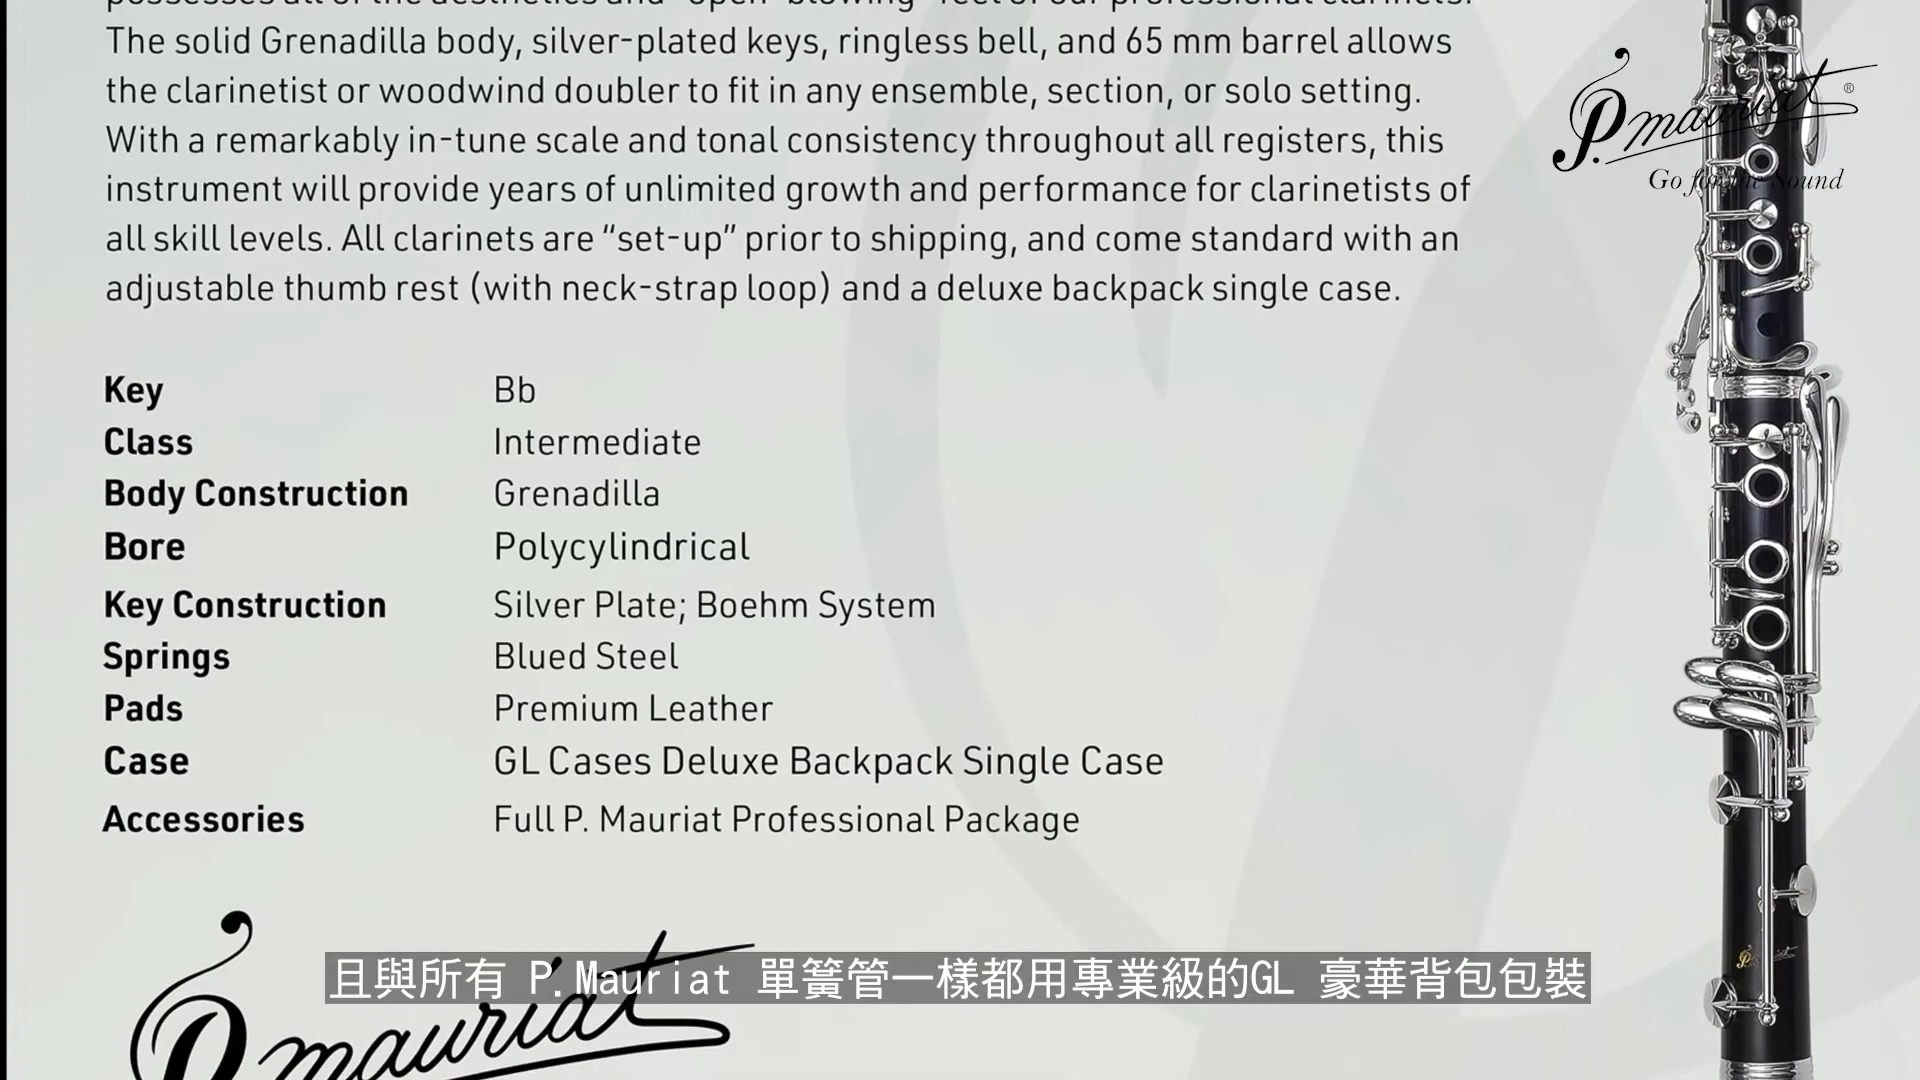 The solid Grenadilla body, silver-plated keys, ringless bell, and 65 mm barrel allows
the clarinetist or woodwind doubler to fit in any ensemble, section, or solo setting.
With a remarkably in-tune scale and tonal consistency throughout all registers, this
instrument will provide years of unlimited growth and performance for clarinetists of
all skill levels. All clarinets are “set-up” prior to shipping, and come standard with an
adjustable thumb rest (with neck-strap loop) and a deluxe backpack single case.
P. mauriat ®
Go for the Sound
Key Bb
Class Intermediate
Body Construction Grenadilla
Bore Polycylindrical
Key Construction Silver Plate; Boehm System
Springs Blued Steel
Pads Premium Leather
Case GL Cases Deluxe Backpack Single Case
Accessories Full P. Mauriat Professional Package
P. mauriat
且與所有 P.Mauriat 單簧管一樣都用專業級的GL 豪華背包包裝